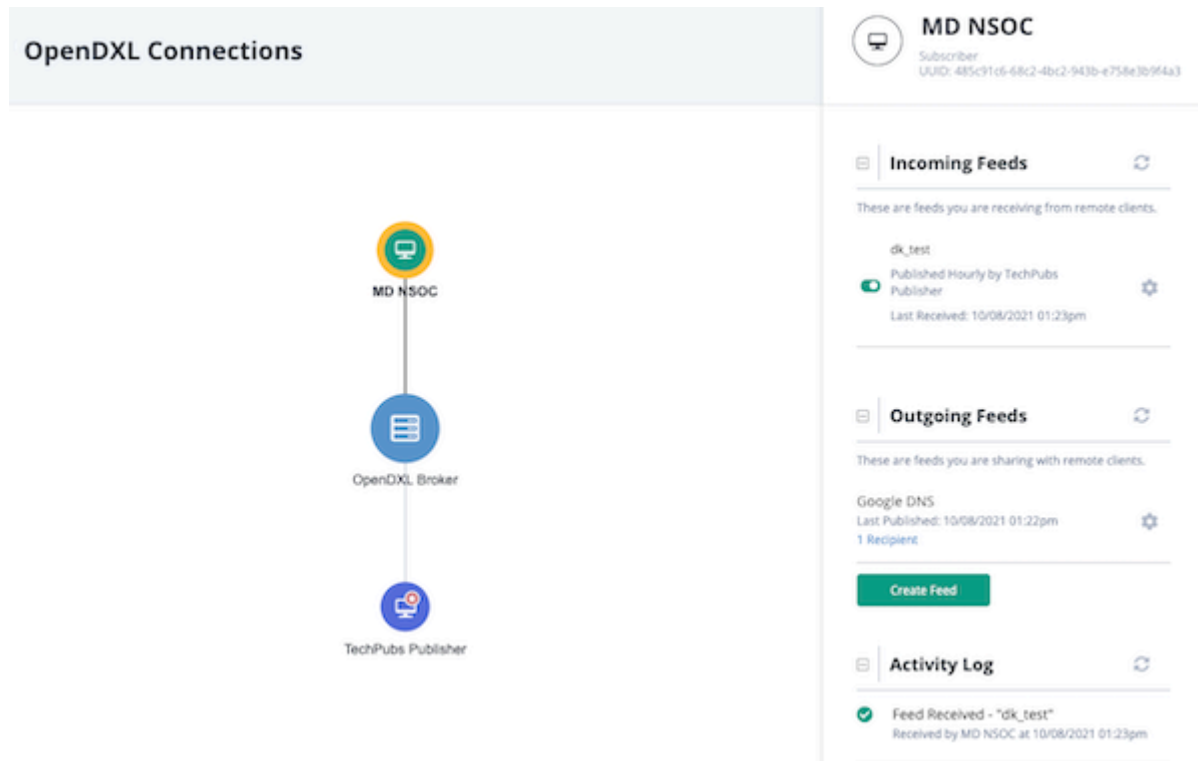 OpenDXL Connections
MD NSOC
OpenDXL Broker
TechPubs Publisher
MD NSOC
Subscriber
UUID: 485c91c6-68c2-4bc2-943b-e758e3b9f4a3
Incoming Feeds
These are feeds you are receiving from remote clients.
dk_test
Published Hourly by TechPubs
Publisher
Last Received: 10/08/2021 01:23pm
Outgoing Feeds
These are feeds you are sharing with remote clients.
Google DNS
Last Published: 10/08/2021 01:22pm
1 Recipient
Create Feed
Activity Log
Feed Received - "dk_test"
Received by MD NSOC at 10/08/2021 01:23pm